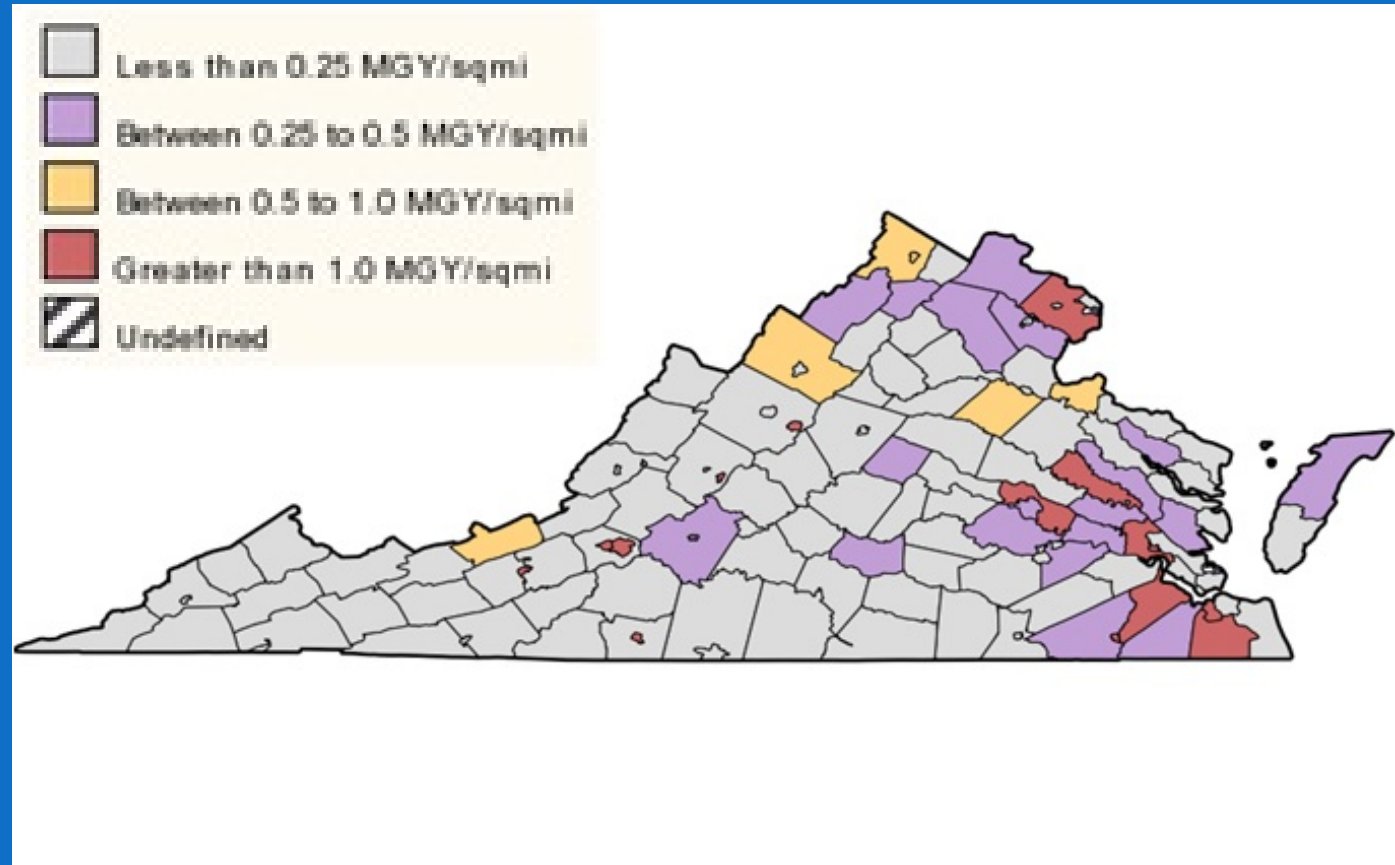 Less than 0.25 MGY/sqmi
Between 0.25 to 0.5 MGY/sqmi
Between 0.5 to 1.0 MGY/sqmi
Greater than 1.0 MGY/sqmi
Undefined